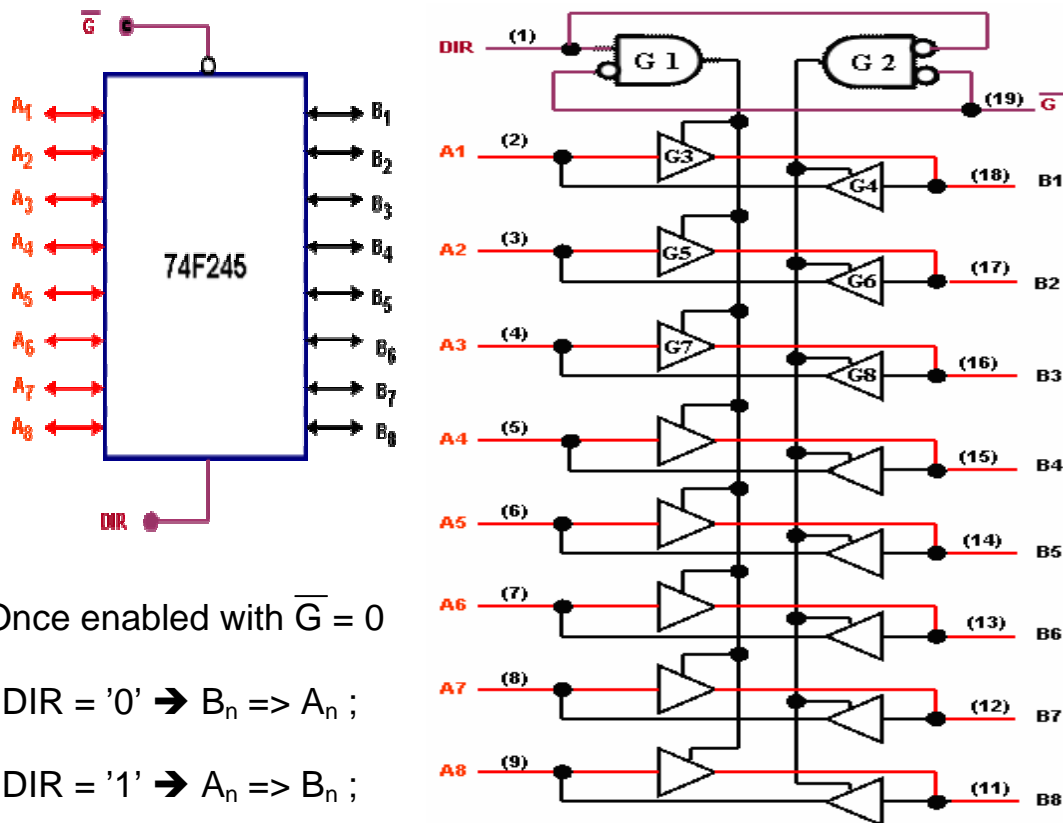 G̅
A1 B1
A2 B2
A3 B3
A4 B4
74F245
A5 B5
A6 B6
A7 B7
A8 B8
DIR
Once enabled with G̅ = 0
DIR = '0' ➔ Bn => An ;
DIR = '1' ➔ An => Bn ;
DIR (1) G 1 G 2 (19) G̅
A1 (2) G3 G4 (18) B1
A2 (3) G5 G6 (17) B2
A3 (4) G7 G8 (16) B3
A4 (5) (15) B4
A5 (6) (14) B5
A6 (7) (13) B6
A7 (8) (12) B7
A8 (9) (11) B8